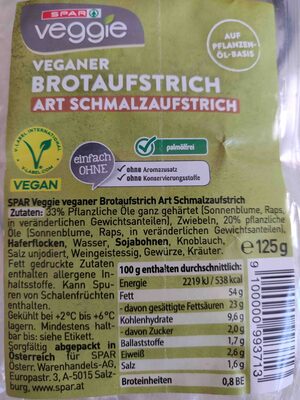 SPAR
veggie
AUF
PFLANZEN-
ÖL-BASIS
VEGANER
BROTAUFSTRICH
ART SCHMALZAUFSTRICH
V-LABEL INTERNATIONAL
WWW.V-LABEL.COM
VEGAN
einfach
OHNE
palmölfrei
ohne Aromazusatz
ohne Konservierungsstoffe
SPAR Veggie veganer Brotaufstrich Art Schmalzaufstrich
Zutaten: 33% Pflanzliche Öle ganz gehärtet (Sonnenblume, Raps,
in veränderlichen Gewichtsanteilen), Zwiebeln, 20% pflanzliche
Öle (Sonnenblume, Raps, in veränderlichen Gewichtsanteilen),
Haferflocken, Wasser, Sojabohnen, Knoblauch,
Salz unjodiert, Weingeistessig, Gewürze, Kräuter.
Fett gedruckte Zutaten
enthalten allergene In-
haltsstoffe. Kann Spu-
ren von Schalenfrüchten
enthalten.
Gekühlt bei +2°C bis +6°C
lagern. Mindestens halt-
bar bis: siehe Etikett.
Sorgfältig abgepackt in
Österreich für SPAR
Österr. Warenhandels-AG,
Europastr. 3, A-5015 Salz-
burg, www.spar.at
℮125g
100 g enthalten durchschnittlich:
Energie 2219 kJ/538 kcal
Fett 54 g
- davon gesättigte Fettsäuren 23 g
Kohlenhydrate 9,6 g
- davon Zucker 2,0 g
Ballaststoffe 1,7 g
Eiweiß 2,6 g
Salz 1,6 g
Broteinheiten 0,8 BE